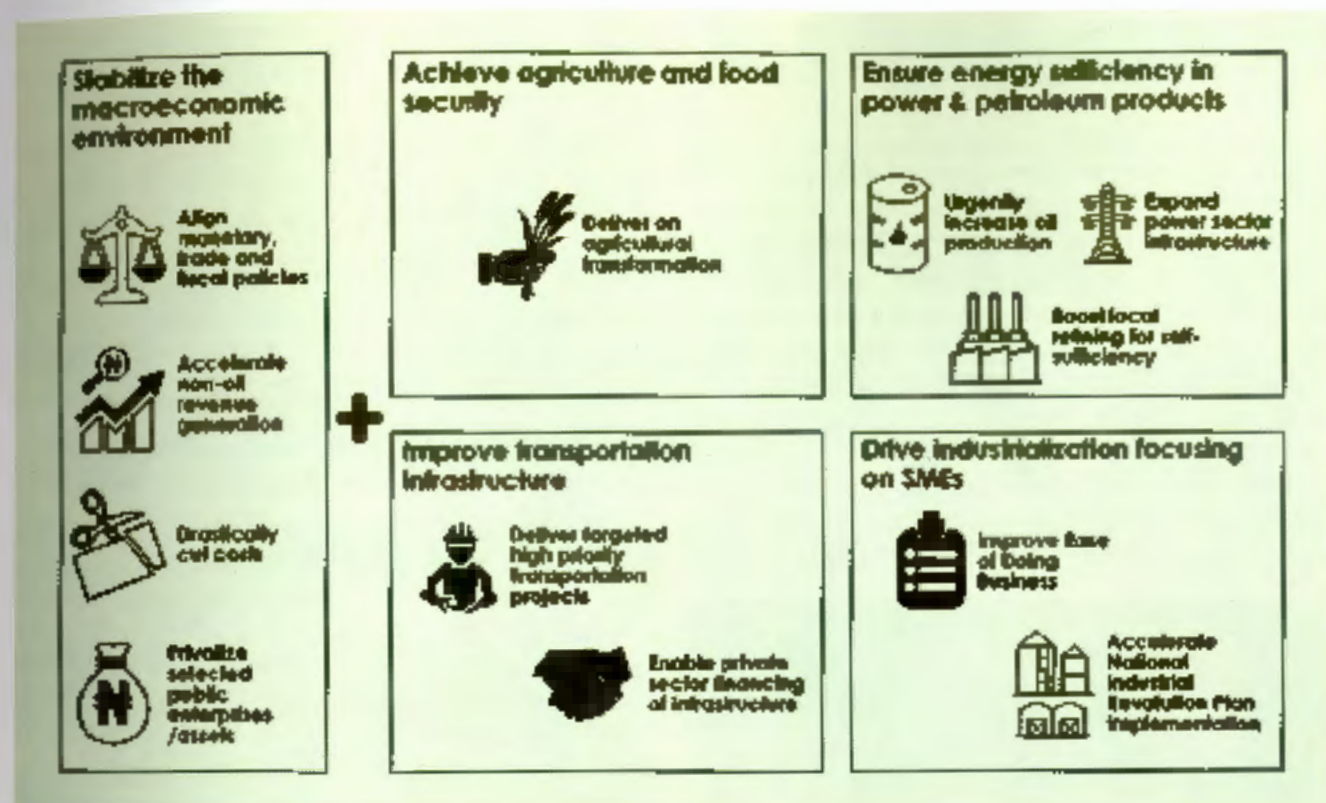 Stabilize the
macroeconomic
environment
Align
monetary,
trade and
fiscal policies
Accelerate
non-oil
revenue
generation
Drastically
cut costs
Privatize
selected
public
enterprises
/assets
Achieve agriculture and food
security
Deliver on
agricultural
transformation
Ensure energy sufficiency in
power & petroleum products
Urgently
increase oil
production
Expand
power sector
infrastructure
Boost local
refining for self-
sufficiency
Improve transportation
infrastructure
Deliver targeted
high priority
transportation
projects
Enable private
sector financing
of infrastructure
Drive industrialization focusing
on SMEs
Improve Ease
of Doing
Business
Accelerate
National
Industrial
Revolution Plan
implementation